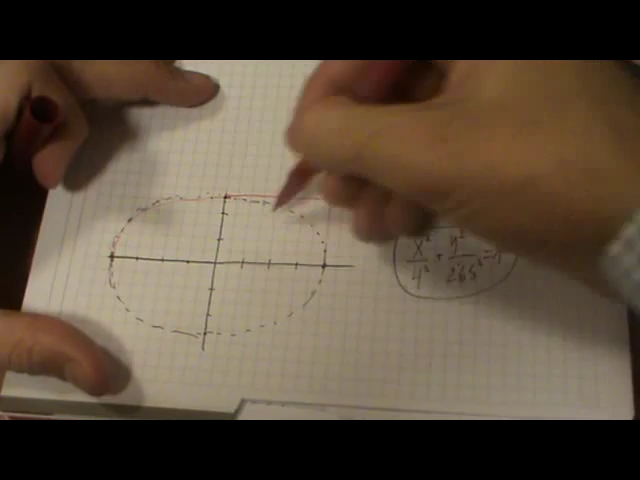 x² / 4² + y² / 2.65² = 1